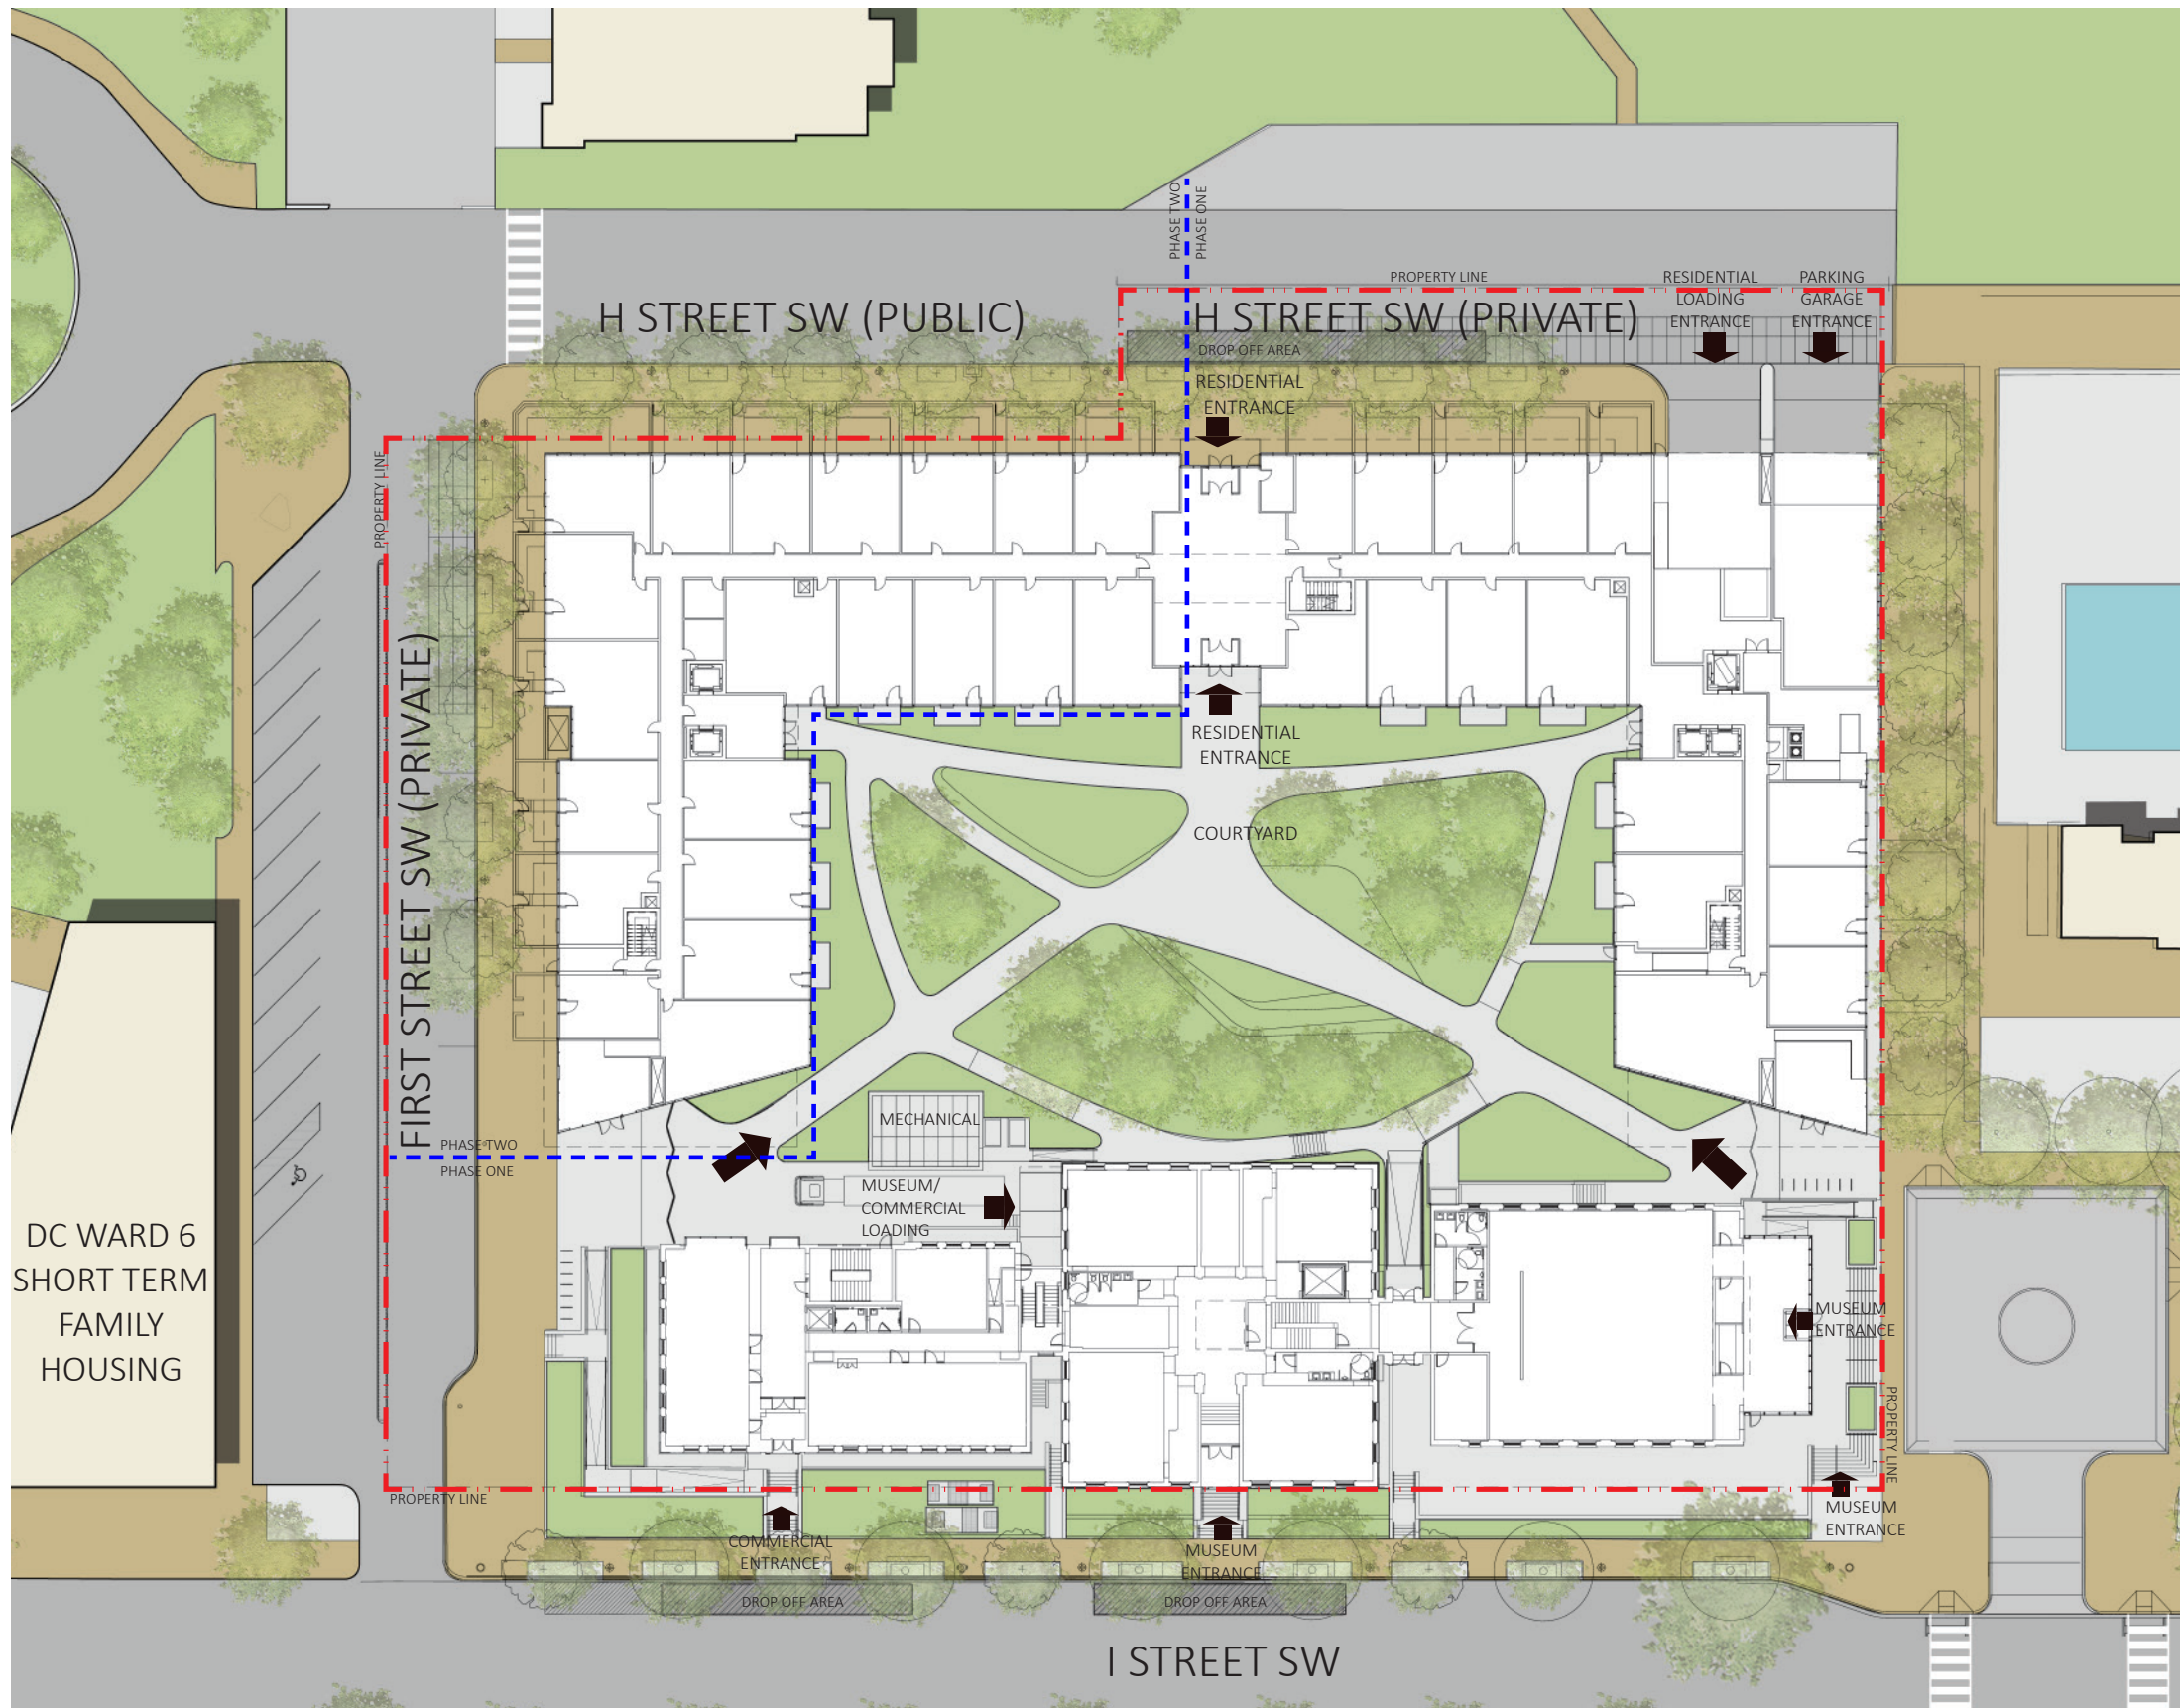 PHASE TWO
PHASE ONE
PROPERTY LINE
RESIDENTIAL
LOADING
ENTRANCE
PARKING
GARAGE
ENTRANCE
H STREET SW (PUBLIC)
H STREET SW (PRIVATE)
DROP OFF AREA
RESIDENTIAL
ENTRANCE
PROPERTY LINE
FIRST STREET SW (PRIVATE)
RESIDENTIAL
ENTRANCE
COURTYARD
MECHANICAL
PHASE TWO
PHASE ONE
MUSEUM/
COMMERCIAL
LOADING
DC WARD 6
SHORT TERM
FAMILY
HOUSING
MUSEUM
ENTRANCE
PROPERTY LINE
PROPERTY LINE
MUSEUM
ENTRANCE
COMMERCIAL
ENTRANCE
MUSEUM
ENTRANCE
DROP OFF AREA
DROP OFF AREA
I STREET SW